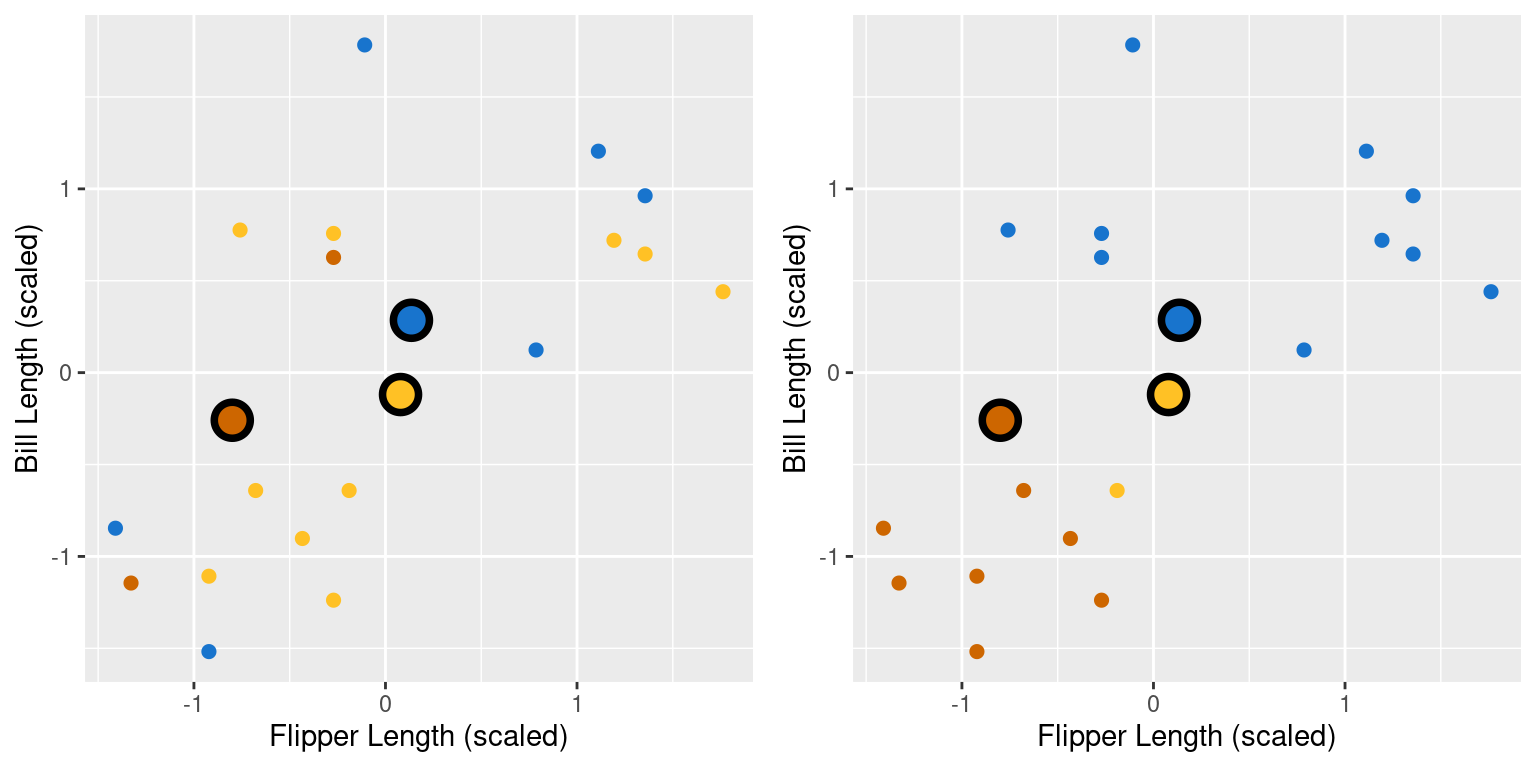 1
0
-1
-1 0 1
Flipper Length (scaled)
Bill Length (scaled)
1
0
-1
-1 0 1
Flipper Length (scaled)
Bill Length (scaled)